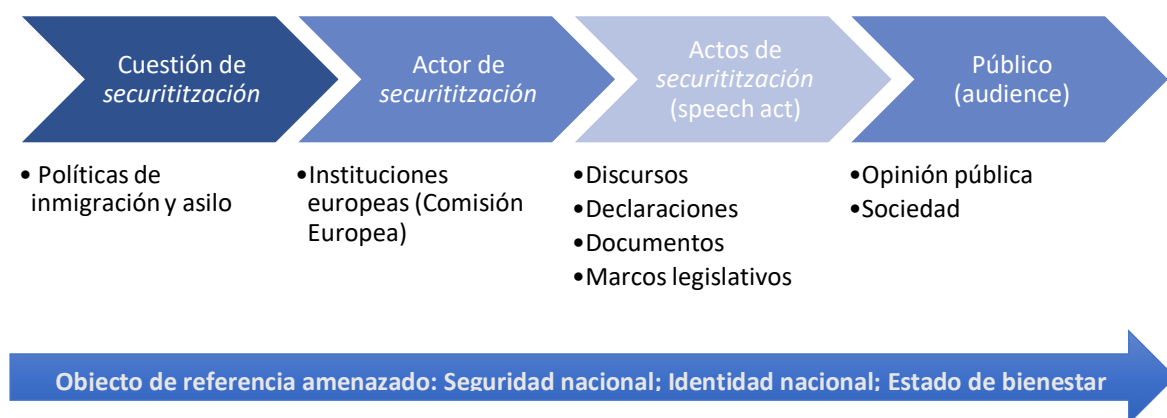 Cuestión de
securititzación
Actor de
securititzación
Actos de
securititzación
(speech act)
Público
(audience)
• Políticas de
inmigración y asilo
•Instituciones
europeas (Comisión
Europea)
•Discursos
•Declaraciones
•Documentos
•Marcos legislativos
•Opinión pública
•Sociedad
Objecto de referencia amenazado: Seguridad nacional; Identidad nacional; Estado de bienestar